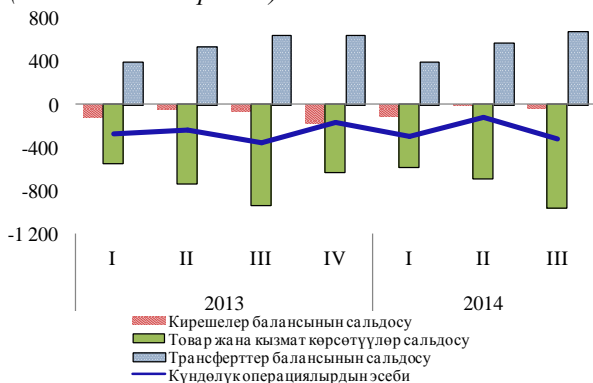 800
400
0
-400
-800
-1 200
I II III IV I II III
2013 2014
Кирешелер балансынын сальдосу
Товар жана кызмат көрсөтүүлөр сальдосу
Трансферттер балансынын сальдосу
Күндөлүк операциялырдын эсеби